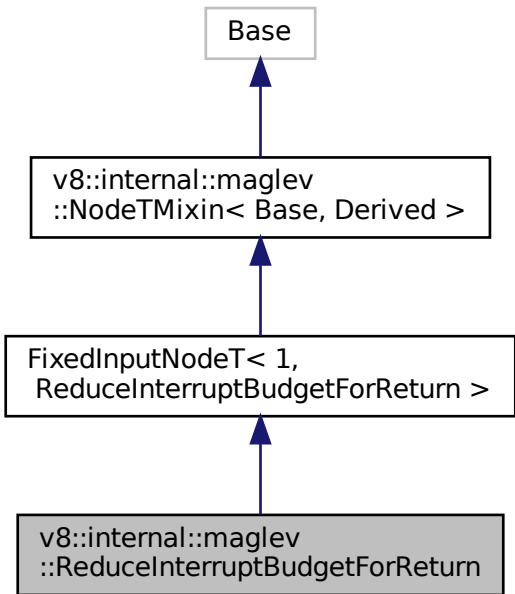 Base
v8::internal::maglev
::NodeTMixin< Base, Derived >
FixedInputNodeT< 1,
 ReduceInterruptBudgetForReturn >
v8::internal::maglev
::ReduceInterruptBudgetForReturn